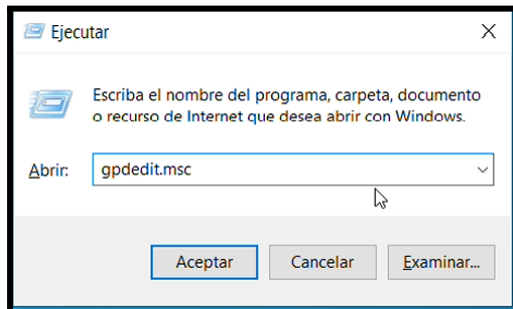 Ejecutar
Escriba el nombre del programa, carpeta, documento
o recurso de Internet que desea abrir con Windows.
Abrir: gpdedit.msc
Aceptar Cancelar Examinar...